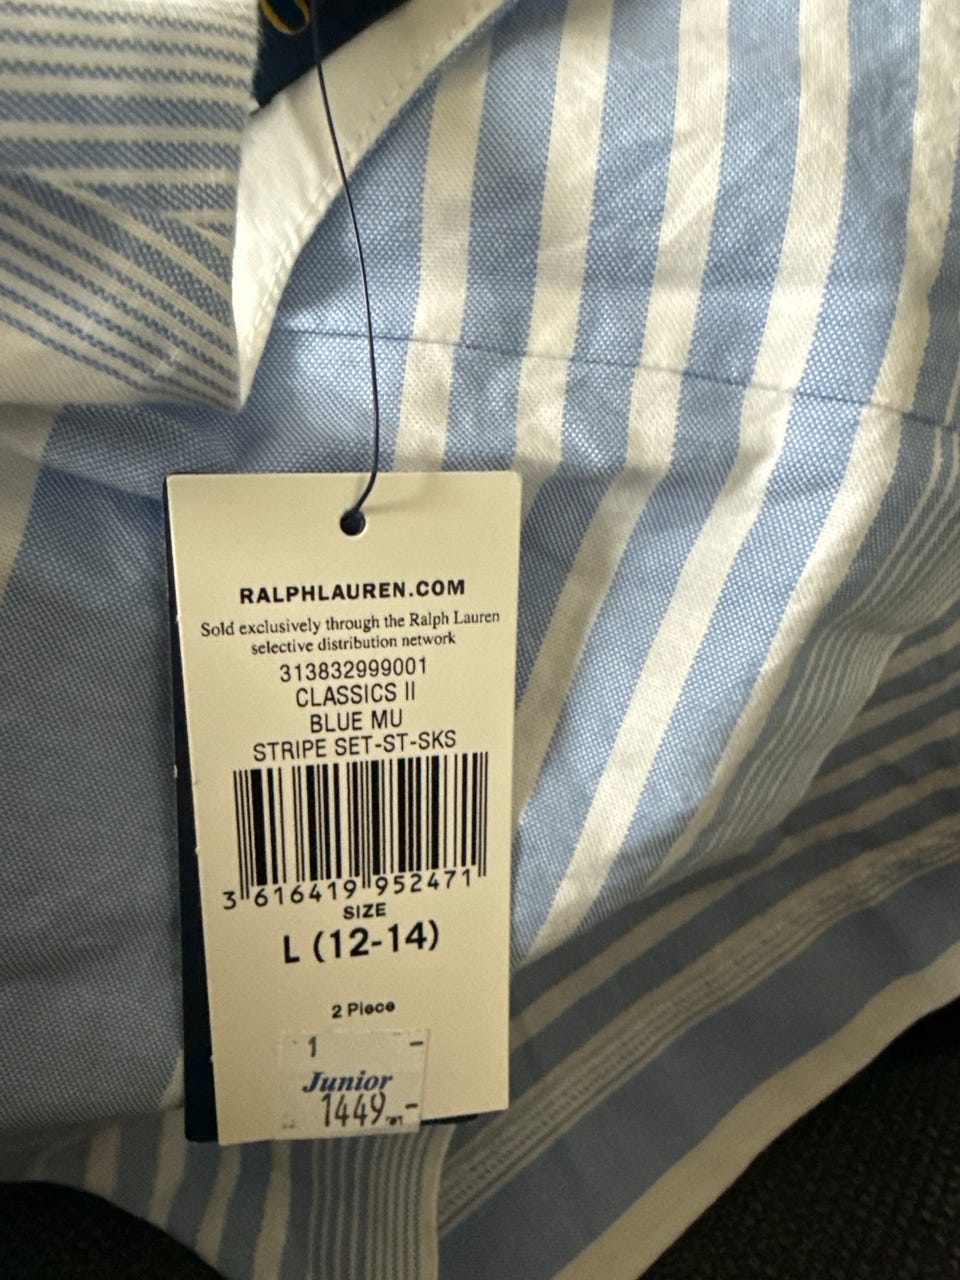 RALPHLAUREN.COM
Sold exclusively through the Ralph Lauren
selective distribution network
313832999001
CLASSICS II
BLUE MU
STRIPE SET-ST-SKS
3 616419 952471
SIZE
L (12-14)
2 Piece
1 -
Junior
1449.-